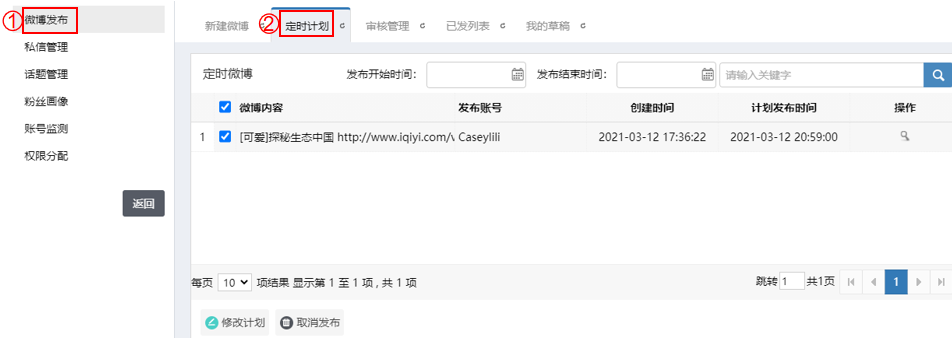 ① 微博发布
私信管理
话题管理
粉丝画像
账号监测
权限分配
返回
新建微博 ② 定时计划 审核管理 已发列表 我的草稿
定时微博 发布开始时间： 发布结束时间： 请输入关键字
微博内容 发布账号 创建时间 计划发布时间 操作
1 [可爱]探秘生态中国 http://www.iqiyi.com/v Caseylili 2021-03-12 17:36:22 2021-03-12 20:59:00
每页 10 项结果 显示第 1 至 1 项 , 共 1 项 跳转 1 共1页 1
修改计划 取消发布